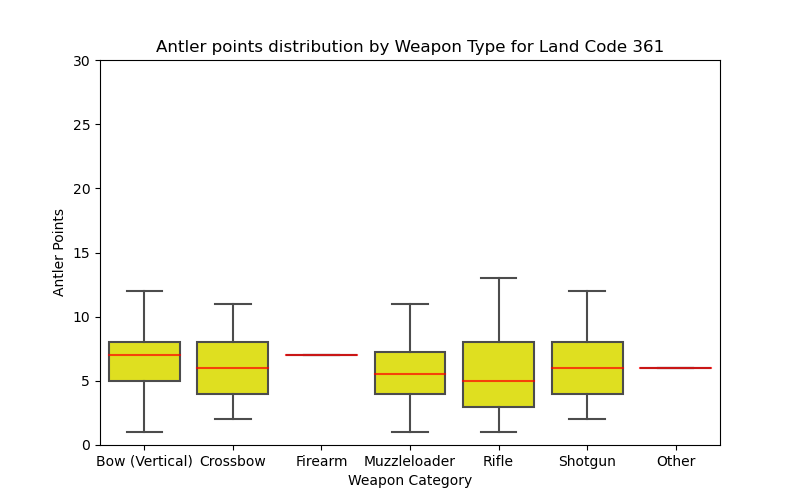 Antler points distribution by Weapon Type for Land Code 361
30
25
20
15
10
5
0
Antler Points
Bow (Vertical) Crossbow Firearm Muzzleloader Rifle Shotgun Other
Weapon Category